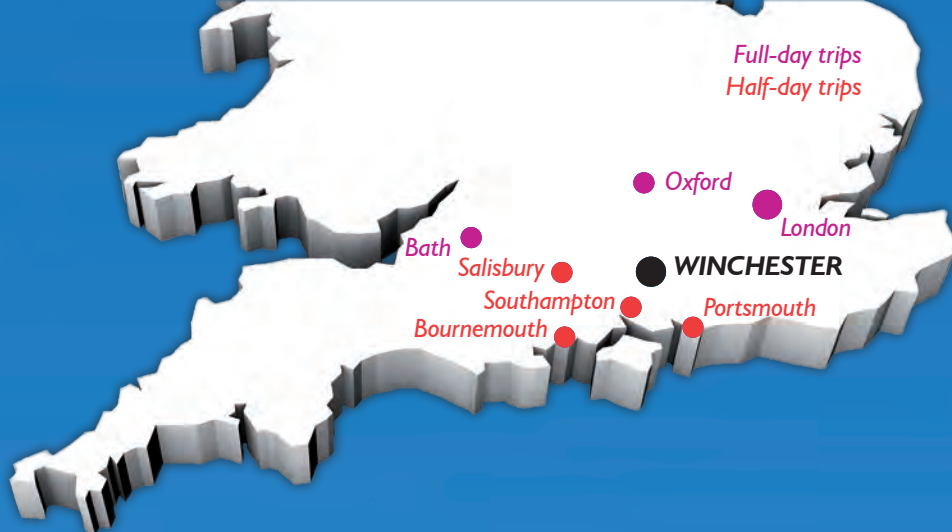 Full-day trips
Half-day trips
Oxford
London
Bath
Salisbury
WINCHESTER
Southampton
Portsmouth
Bournemouth